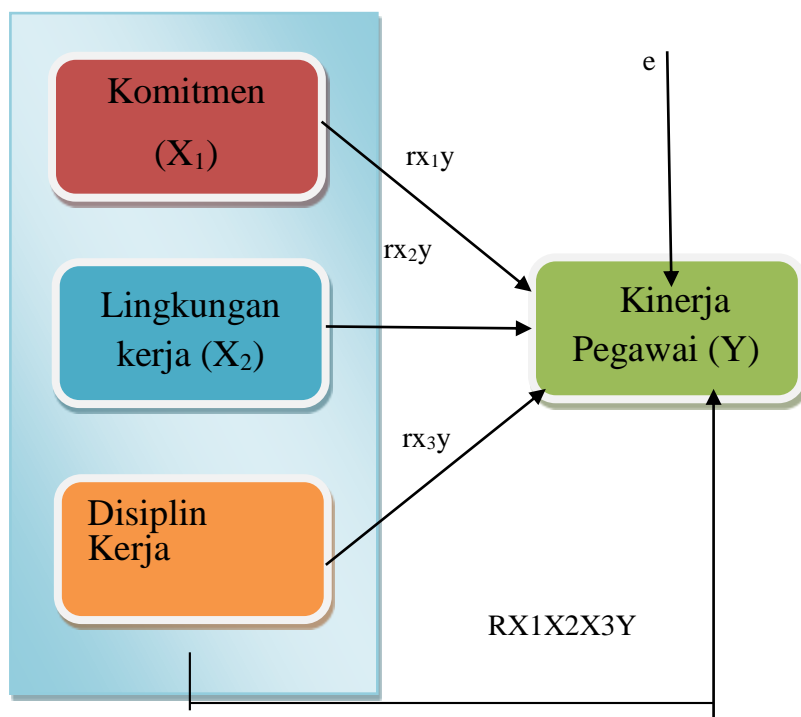 Komitmen
(X₁)
e
rx₁y
rx₂y
Lingkungan
kerja (X₂)
Kinerja
Pegawai (Y)
rx₃y
Disiplin
Kerja
RX1X2X3Y